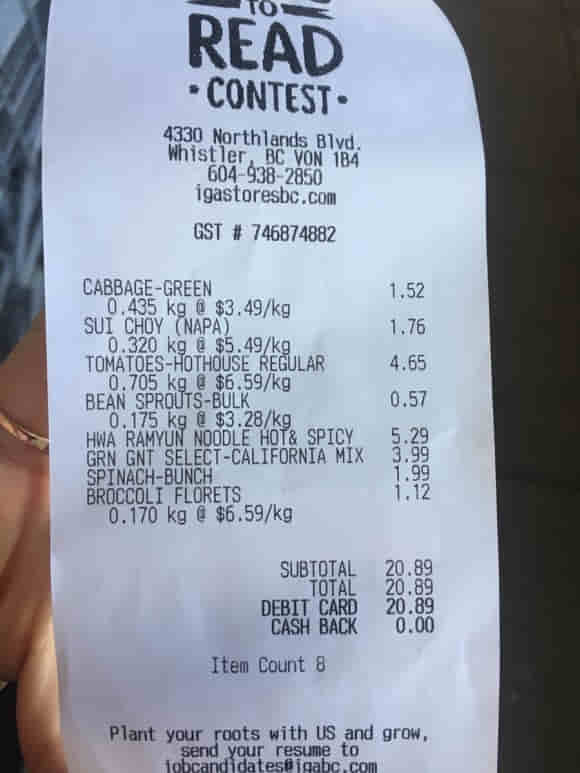 TO
READ
• CONTEST •
4330 Northlands Blvd.
Whistler, BC V0N 1B4
604-938-2850
igastoresbc.com
GST # 746874882
CABBAGE-GREEN 1.52
0.435 kg @ $3.49/kg
SUI CHOY (NAPA) 1.76
0.320 kg @ $5.49/kg
TOMATOES-HOTHOUSE REGULAR 4.65
0.705 kg @ $6.59/kg
BEAN SPROUTS-BULK 0.57
0.175 kg @ $3.28/kg
HWA RAMYUN NOODLE HOT& SPICY 5.29
GRN GNT SELECT-CALIFORNIA MIX 3.99
SPINACH-BUNCH 1.99
BROCCOLI FLORETS 1.12
0.170 kg @ $6.59/kg
SUBTOTAL 20.89
TOTAL 20.89
DEBIT CARD 20.89
CASH BACK 0.00
Item Count 8
Plant your roots with US and grow,
send your resume to
jobcandidates@igabc.com